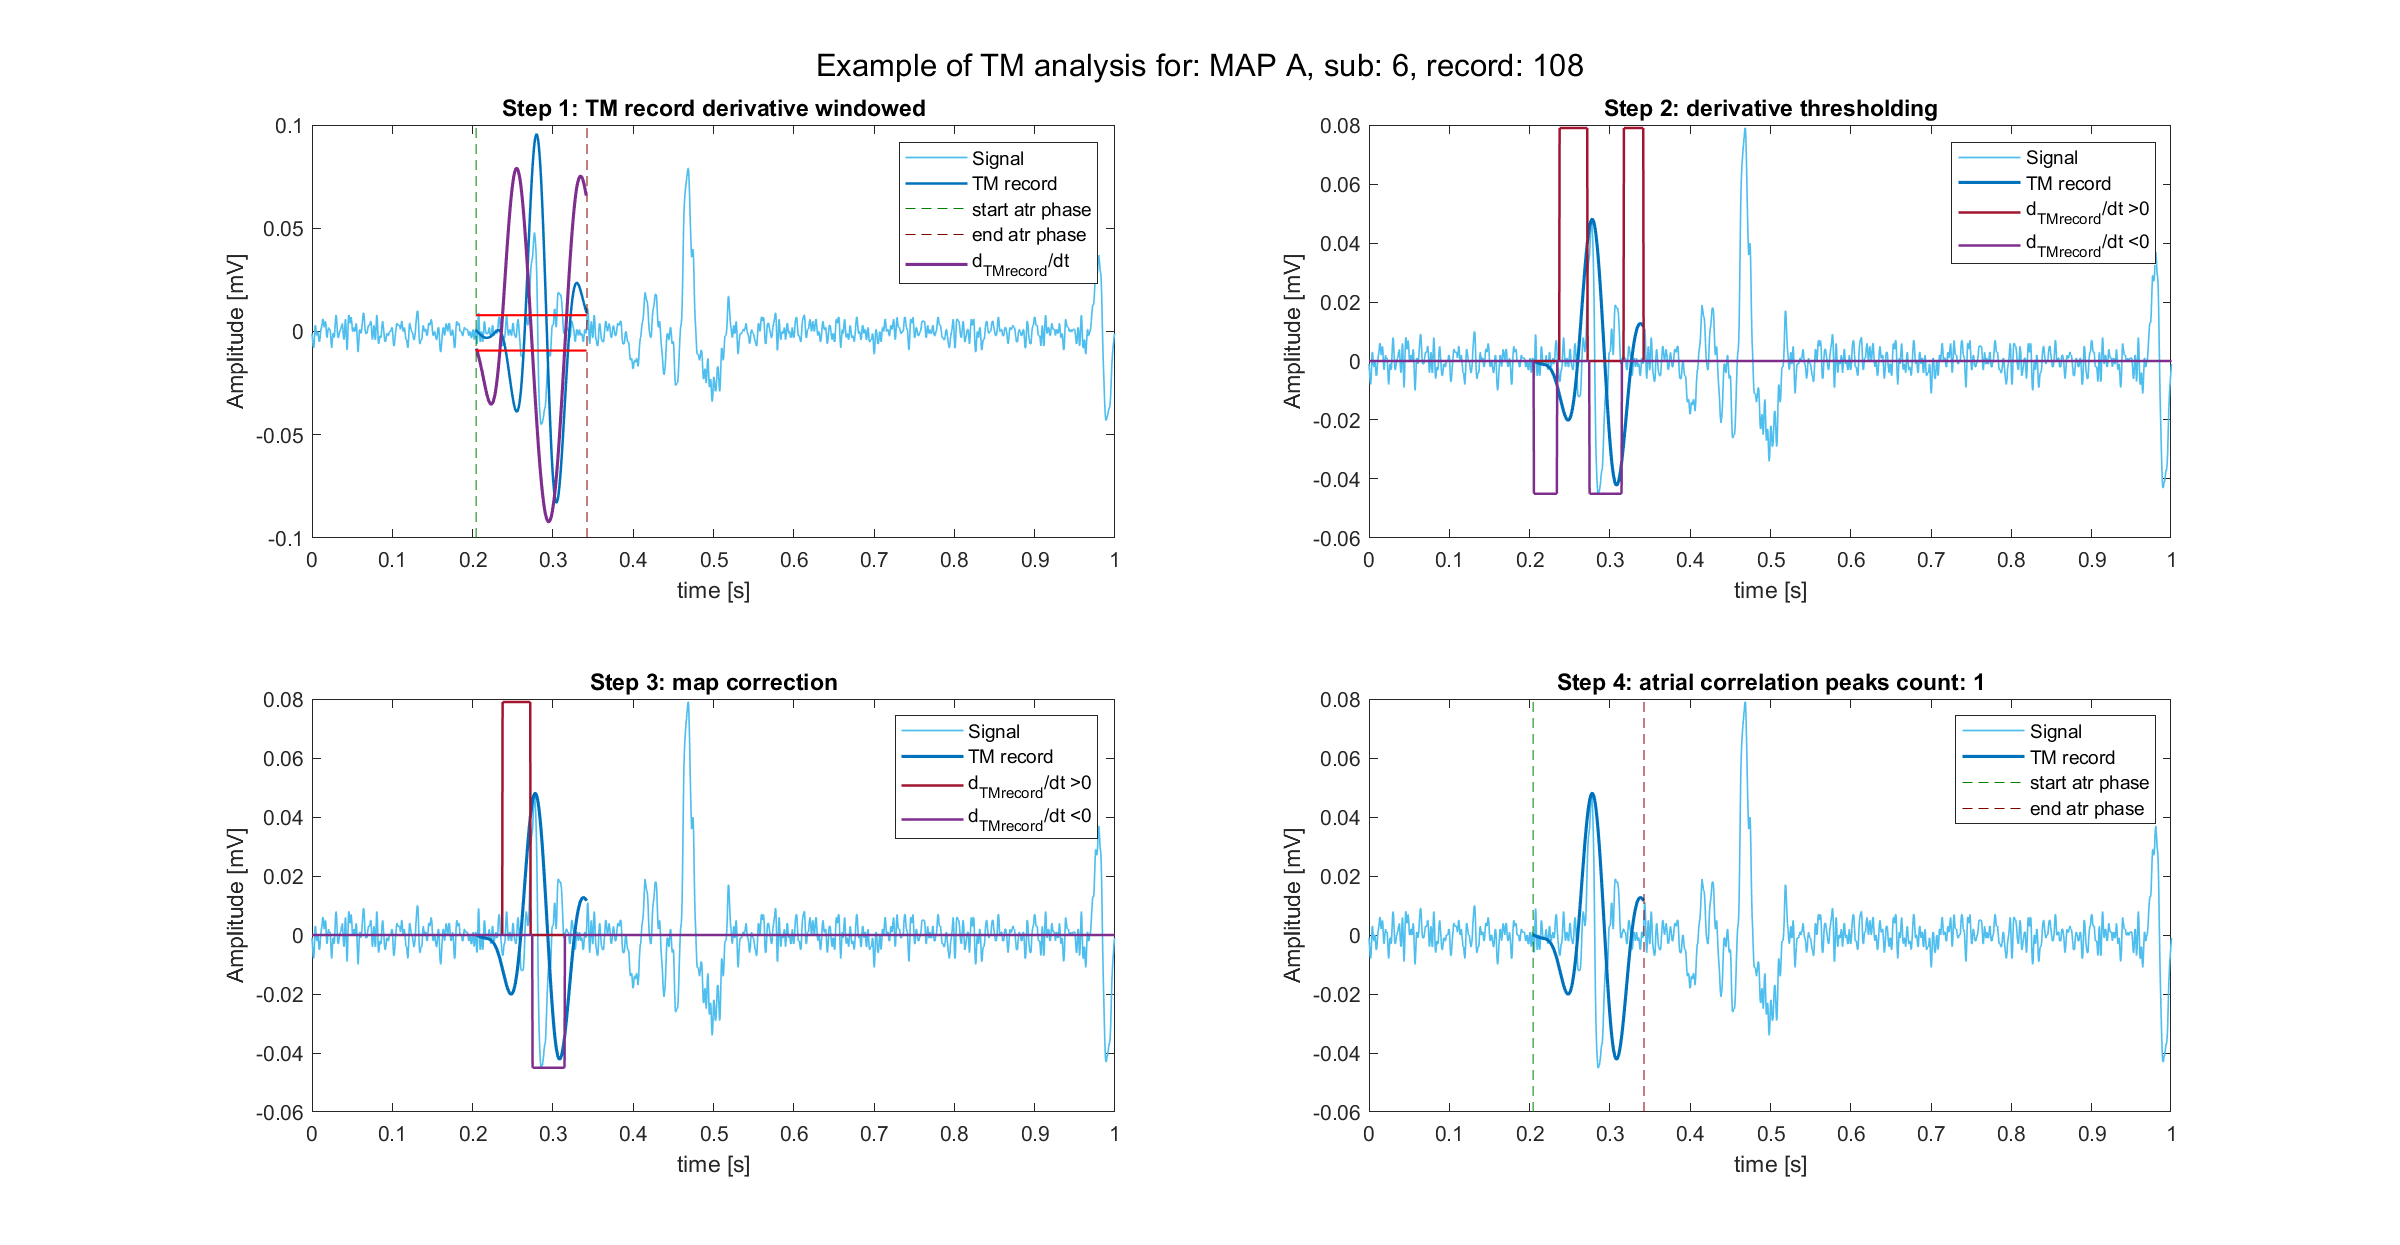 Example of TM analysis for: MAP A, sub: 6, record: 108
Step 1: TM record derivative windowed
0.1
0.05
0
-0.05
-0.1
Amplitude [mV]
0 0.1 0.2 0.3 0.4 0.5 0.6 0.7 0.8 0.9 1
time [s]
Signal
TM record
start atr phase
end atr phase
dTMrecord/dt
Step 2: derivative thresholding
0.08
0.06
0.04
0.02
0
-0.02
-0.04
-0.06
Amplitude [mV]
0 0.1 0.2 0.3 0.4 0.5 0.6 0.7 0.8 0.9 1
time [s]
Signal
TM record
dTMrecord/dt >0
dTMrecord/dt <0
Step 3: map correction
0.08
0.06
0.04
0.02
0
-0.02
-0.04
-0.06
Amplitude [mV]
0 0.1 0.2 0.3 0.4 0.5 0.6 0.7 0.8 0.9 1
time [s]
Signal
TM record
dTMrecord/dt >0
dTMrecord/dt <0
Step 4: atrial correlation peaks count: 1
0.08
0.06
0.04
0.02
0
-0.02
-0.04
-0.06
Amplitude [mV]
0 0.1 0.2 0.3 0.4 0.5 0.6 0.7 0.8 0.9 1
time [s]
Signal
TM record
start atr phase
end atr phase